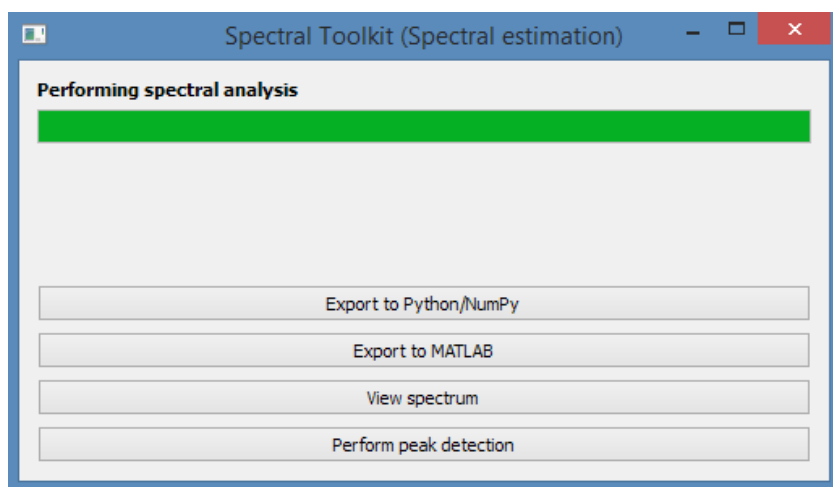 Spectral Toolkit (Spectral estimation)
Performing spectral analysis
Export to Python/NumPy
Export to MATLAB
View spectrum
Perform peak detection